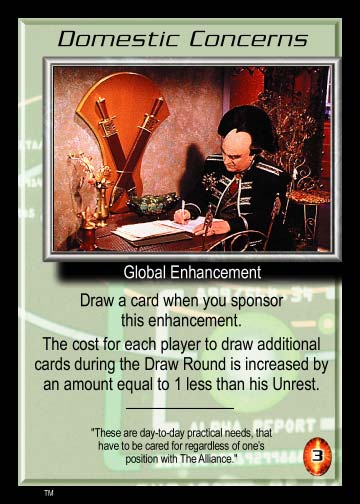 Domestic Concerns
Global Enhancement
Draw a card when you sponsor
this enhancement.
The cost for each player to draw additional
cards during the Draw Round is increased by
an amount equal to 1 less than his Unrest.
"These are day-to-day practical needs, that
have to be cared for regardless of one's
position with The Alliance."
3
TM